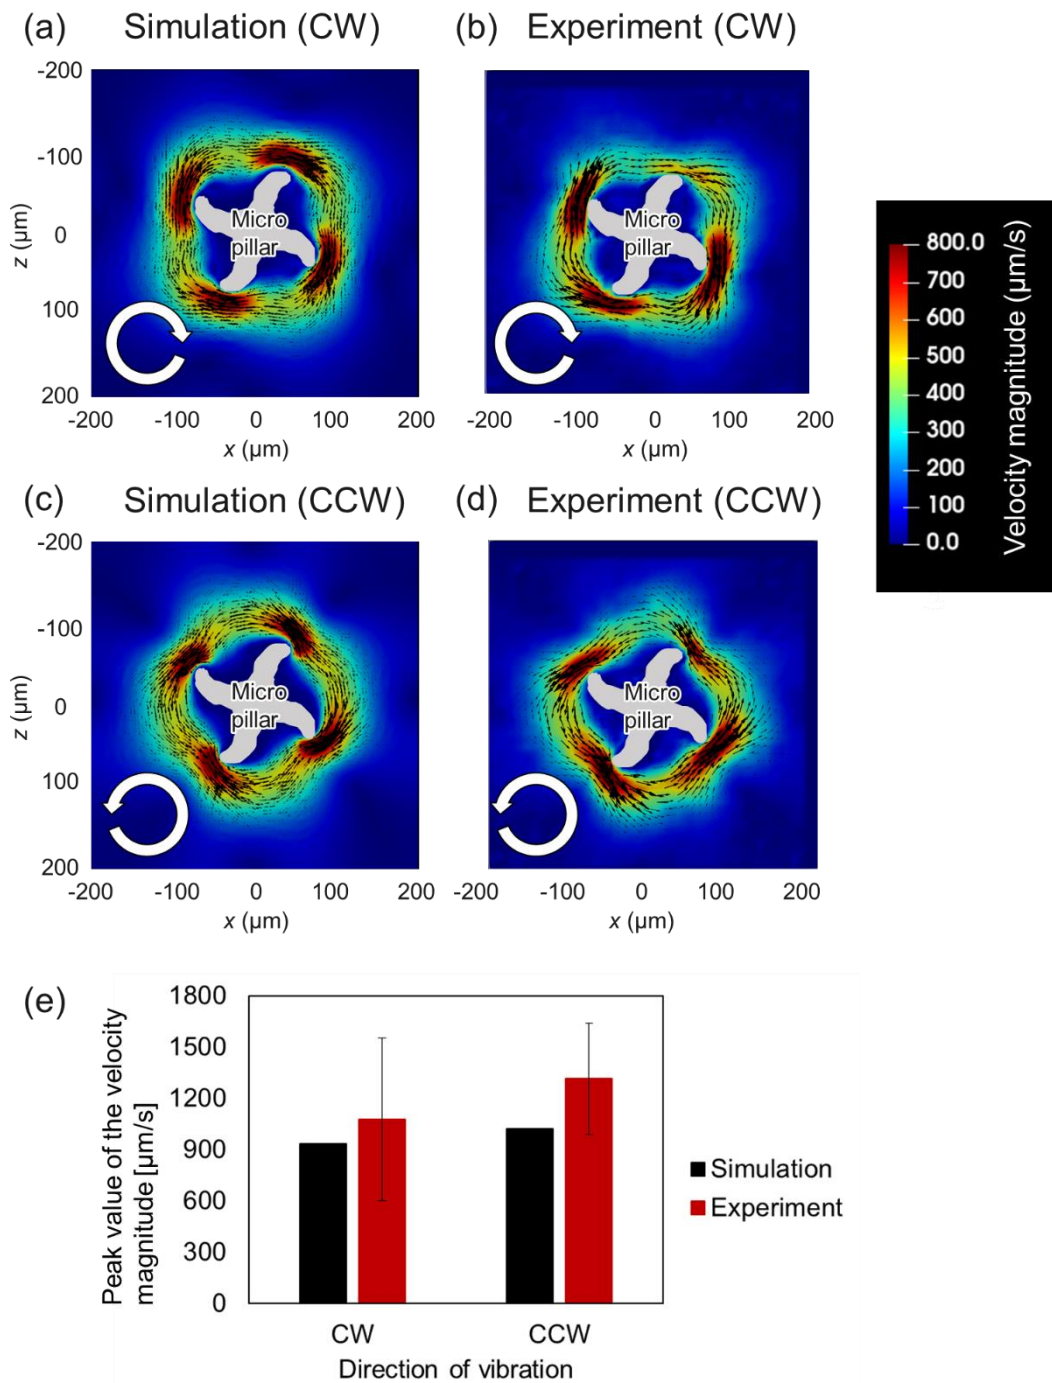 (a) Simulation (CW)
(b) Experiment (CW)
-200
-100
0
100
200
z (µm)
Micro
pillar
-200 -100 0 100 200
x (µm)
Micro
pillar
-200 -100 0 100 200
x (µm)
800.0
700
600
500
400
300
200
100
0.0
Velocity magnitude (µm/s)
(c) Simulation (CCW)
(d) Experiment (CCW)
-200
-100
0
100
200
z (µm)
Micro
pillar
-200 -100 0 100 200
x (µm)
Micro
pillar
-200 -100 0 100 200
x (µm)
(e)
Peak value of the velocity
magnitude [µm/s]
1800
1500
1200
900
600
300
0
CW CCW
Direction of vibration
Simulation
Experiment